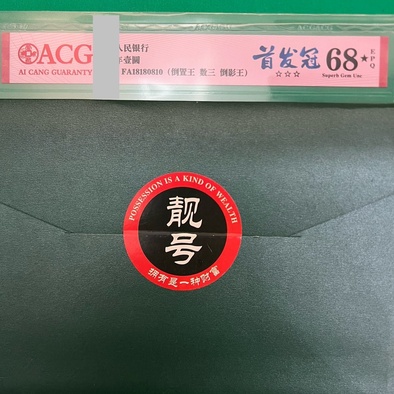 ACG
AI CANG GUARANTY
人民银行
年壹圆
FA18180810（倒置王 数三 倒影王）
首发冠
☆☆☆
68★
EPQ
Superb Gem Unc
POSSESSION IS A KIND OF WEALTH
靓号
拥有是一种财富